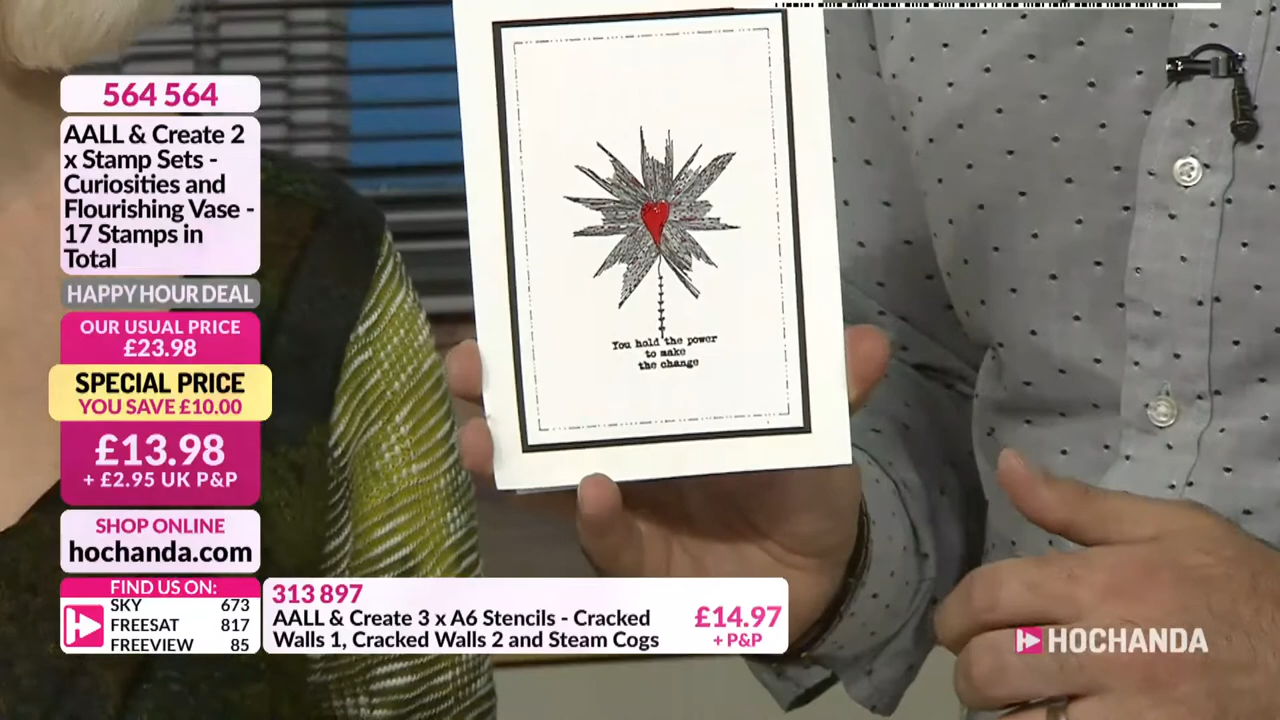 564 564
AALL & Create 2
x Stamp Sets -
Curiosities and
Flourishing Vase -
17 Stamps in
Total
HAPPY HOUR DEAL
OUR USUAL PRICE
£23.98
SPECIAL PRICE
YOU SAVE £10.00
£13.98
+ £2.95 UK P&P
SHOP ONLINE
hochanda.com
FIND US ON:
SKY 673
FREESAT 817
FREEVIEW 85
313 897
AALL & Create 3 x A6 Stencils - Cracked
Walls 1, Cracked Walls 2 and Steam Cogs
£14.97
+ P&P
You hold the power
to make
the change
HOCHANDA